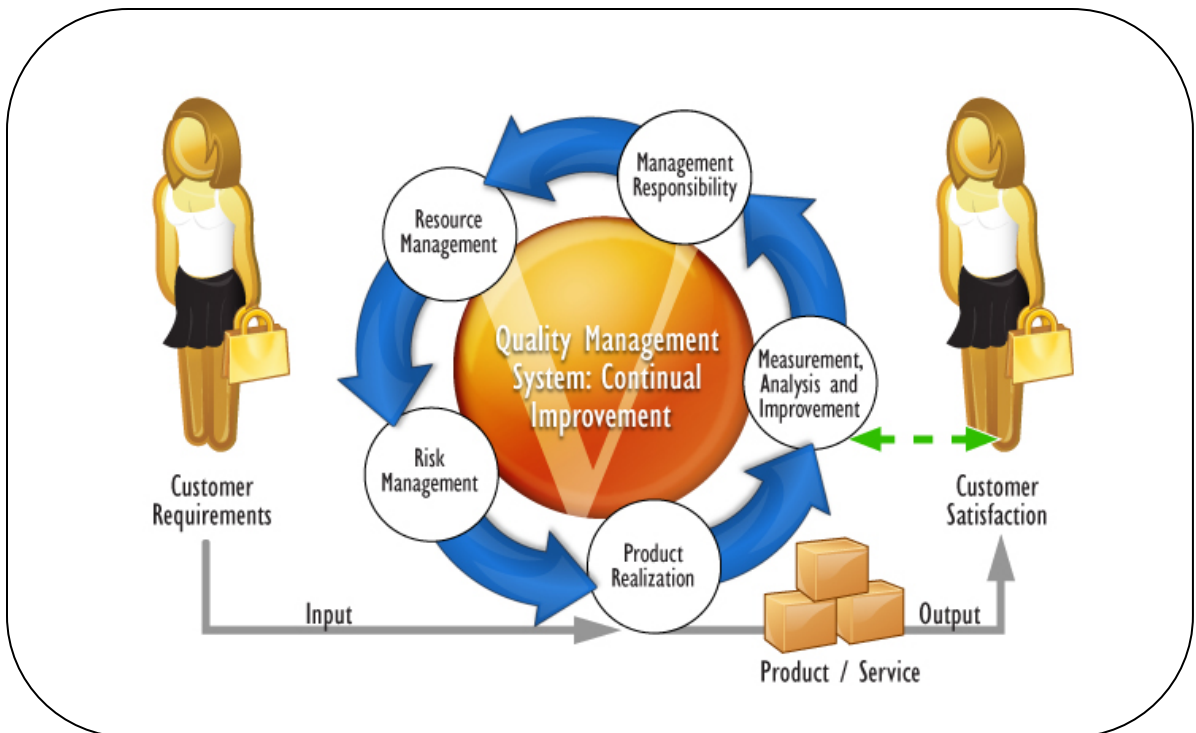 Management
Responsibility
Resource
Management
Quality Management
System: Continual
Improvement
Measurement,
Analysis and
Improvement
Risk
Management
Customer
Requirements
Customer
Satisfaction
Product
Realization
Input
Output
Product / Service